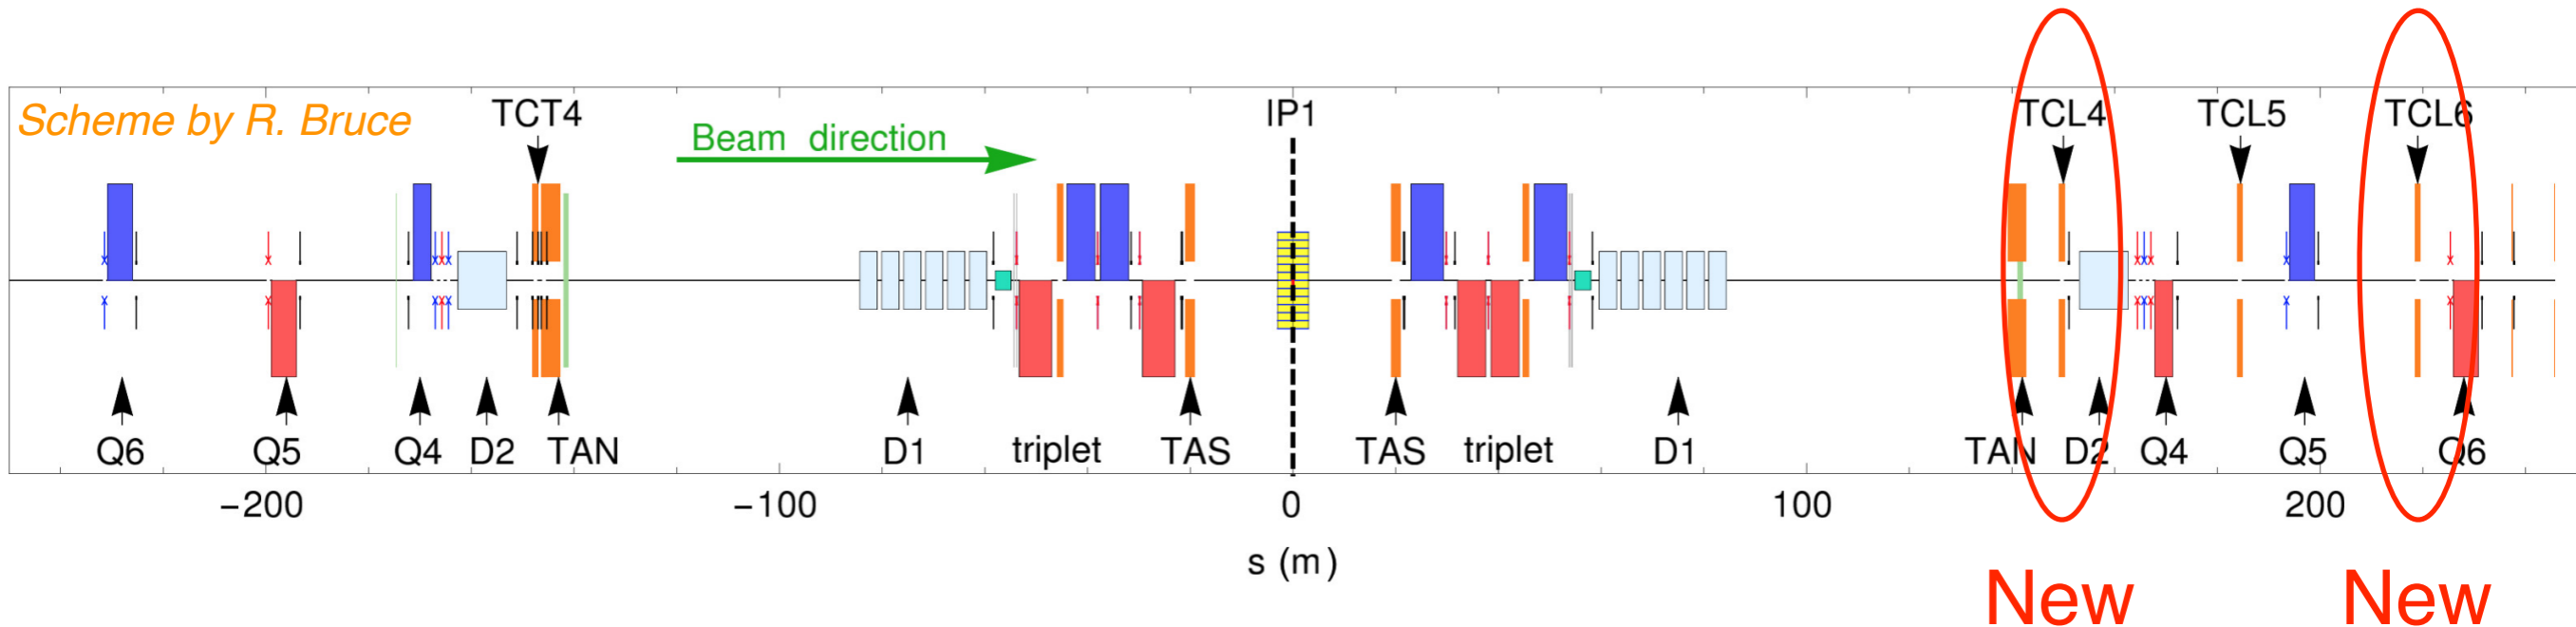 Scheme by R. Bruce
TCT4
Beam direction
IP1
TCL4
TCL5
TCL6
Q6
Q5
Q4
D2
TAN
D1
triplet
TAS
TAS
triplet
D1
TAN
D2
Q4
Q5
Q6
−200
−100
0
100
200
s (m)
New
New